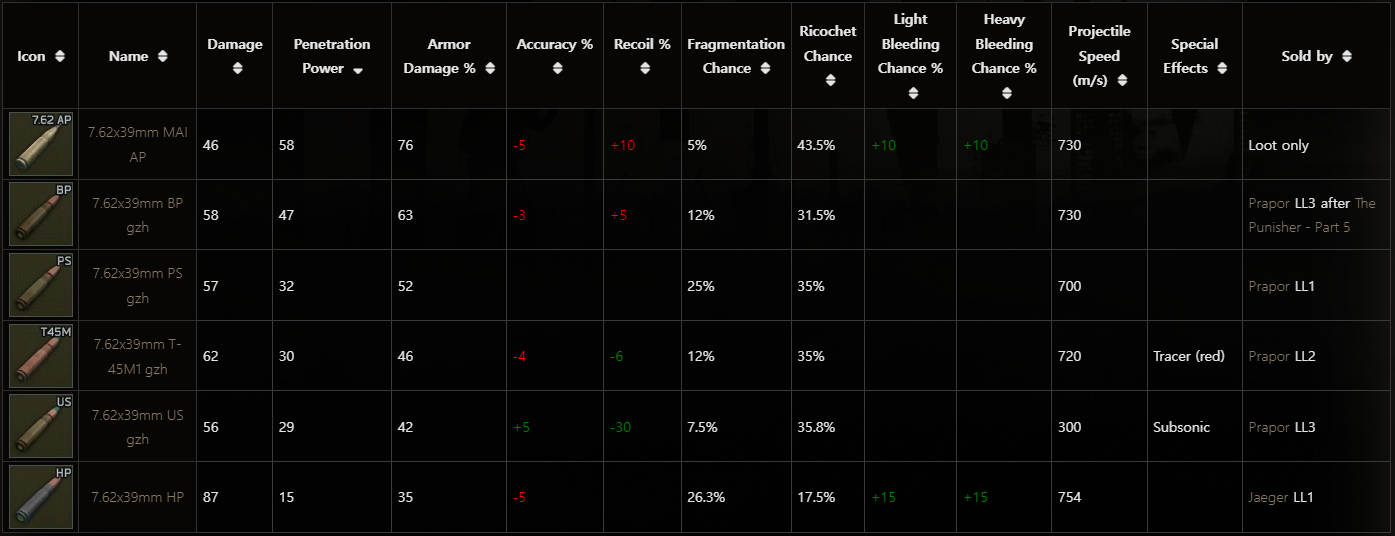 Icon Name Damage Penetration Power Armor Damage % Accuracy % Recoil % Fragmentation Chance Ricochet Chance Light Bleeding Chance % Heavy Bleeding Chance % Projectile Speed (m/s) Special Effects Sold by
7.62 AP 7.62x39mm MAI AP 46 58 76 -5 +10 5% 43.5% +10 +10 730 Loot only
BP 7.62x39mm BP gzh 58 47 63 -3 +5 12% 31.5% 730 Prapor LL3 after The Punisher - Part 5
PS 7.62x39mm PS gzh 57 32 52 25% 35% 700 Prapor LL1
T45M 7.62x39mm T-45M1 gzh 62 30 46 -4 -6 12% 35% 720 Tracer (red) Prapor LL2
US 7.62x39mm US gzh 56 29 42 +5 -30 7.5% 35.8% 300 Subsonic Prapor LL3
HP 7.62x39mm HP 87 15 35 -5 26.3% 17.5% +15 +15 754 Jaeger LL1